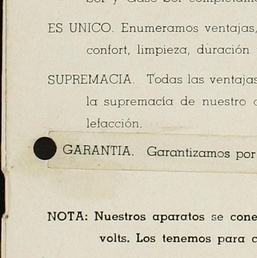 ES UNICO. Enumeramos ventajas,
confort, limpieza, duración
SUPREMACIA. Todas las ventajas
la supremacía de nuestro
lefacción.
GARANTIA. Garantizamos por
NOTA: Nuestros aparatos se cone
volts. Los tenemos para c